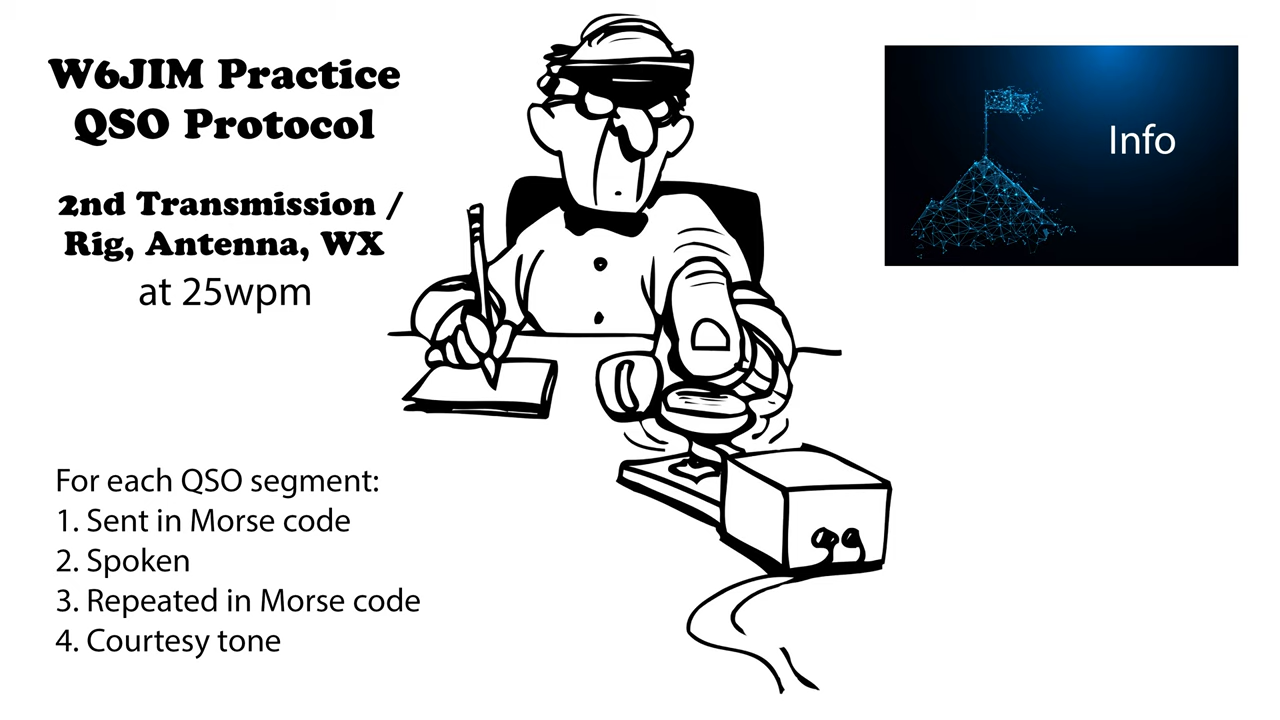 W6JIM Practice
QSO Protocol
2nd Transmission /
Rig, Antenna, WX
at 25wpm
Info
For each QSO segment:
1. Sent in Morse code
2. Spoken
3. Repeated in Morse code
4. Courtesy tone